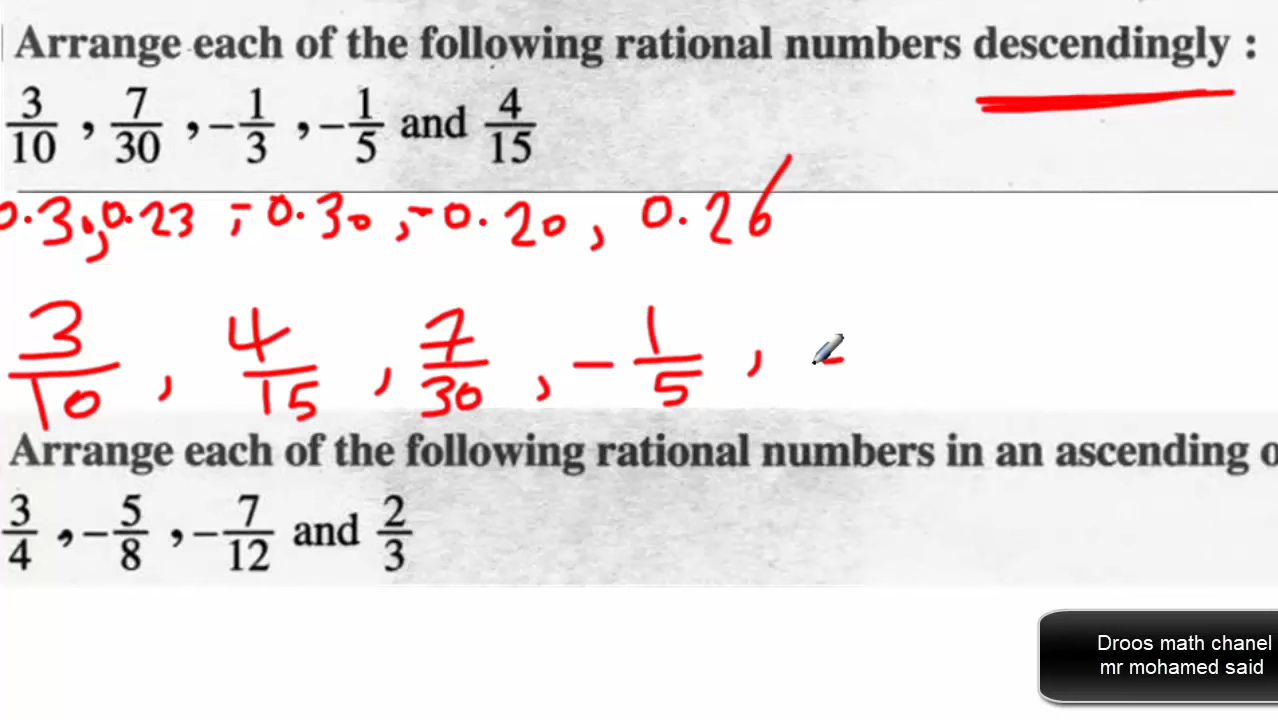 Arrange each of the following rational numbers descendingly :
3/10 , 7/30 , -1/3 , -1/5 and 4/15
0.30, 0.23, -0.30, -0.20, 0.26
3/10, 4/15, 7/30, -1/5, -
Arrange each of the following rational numbers in an ascending o
3/4 , -5/8 , -7/12 and 2/3
Droos math chanel
mr mohamed said